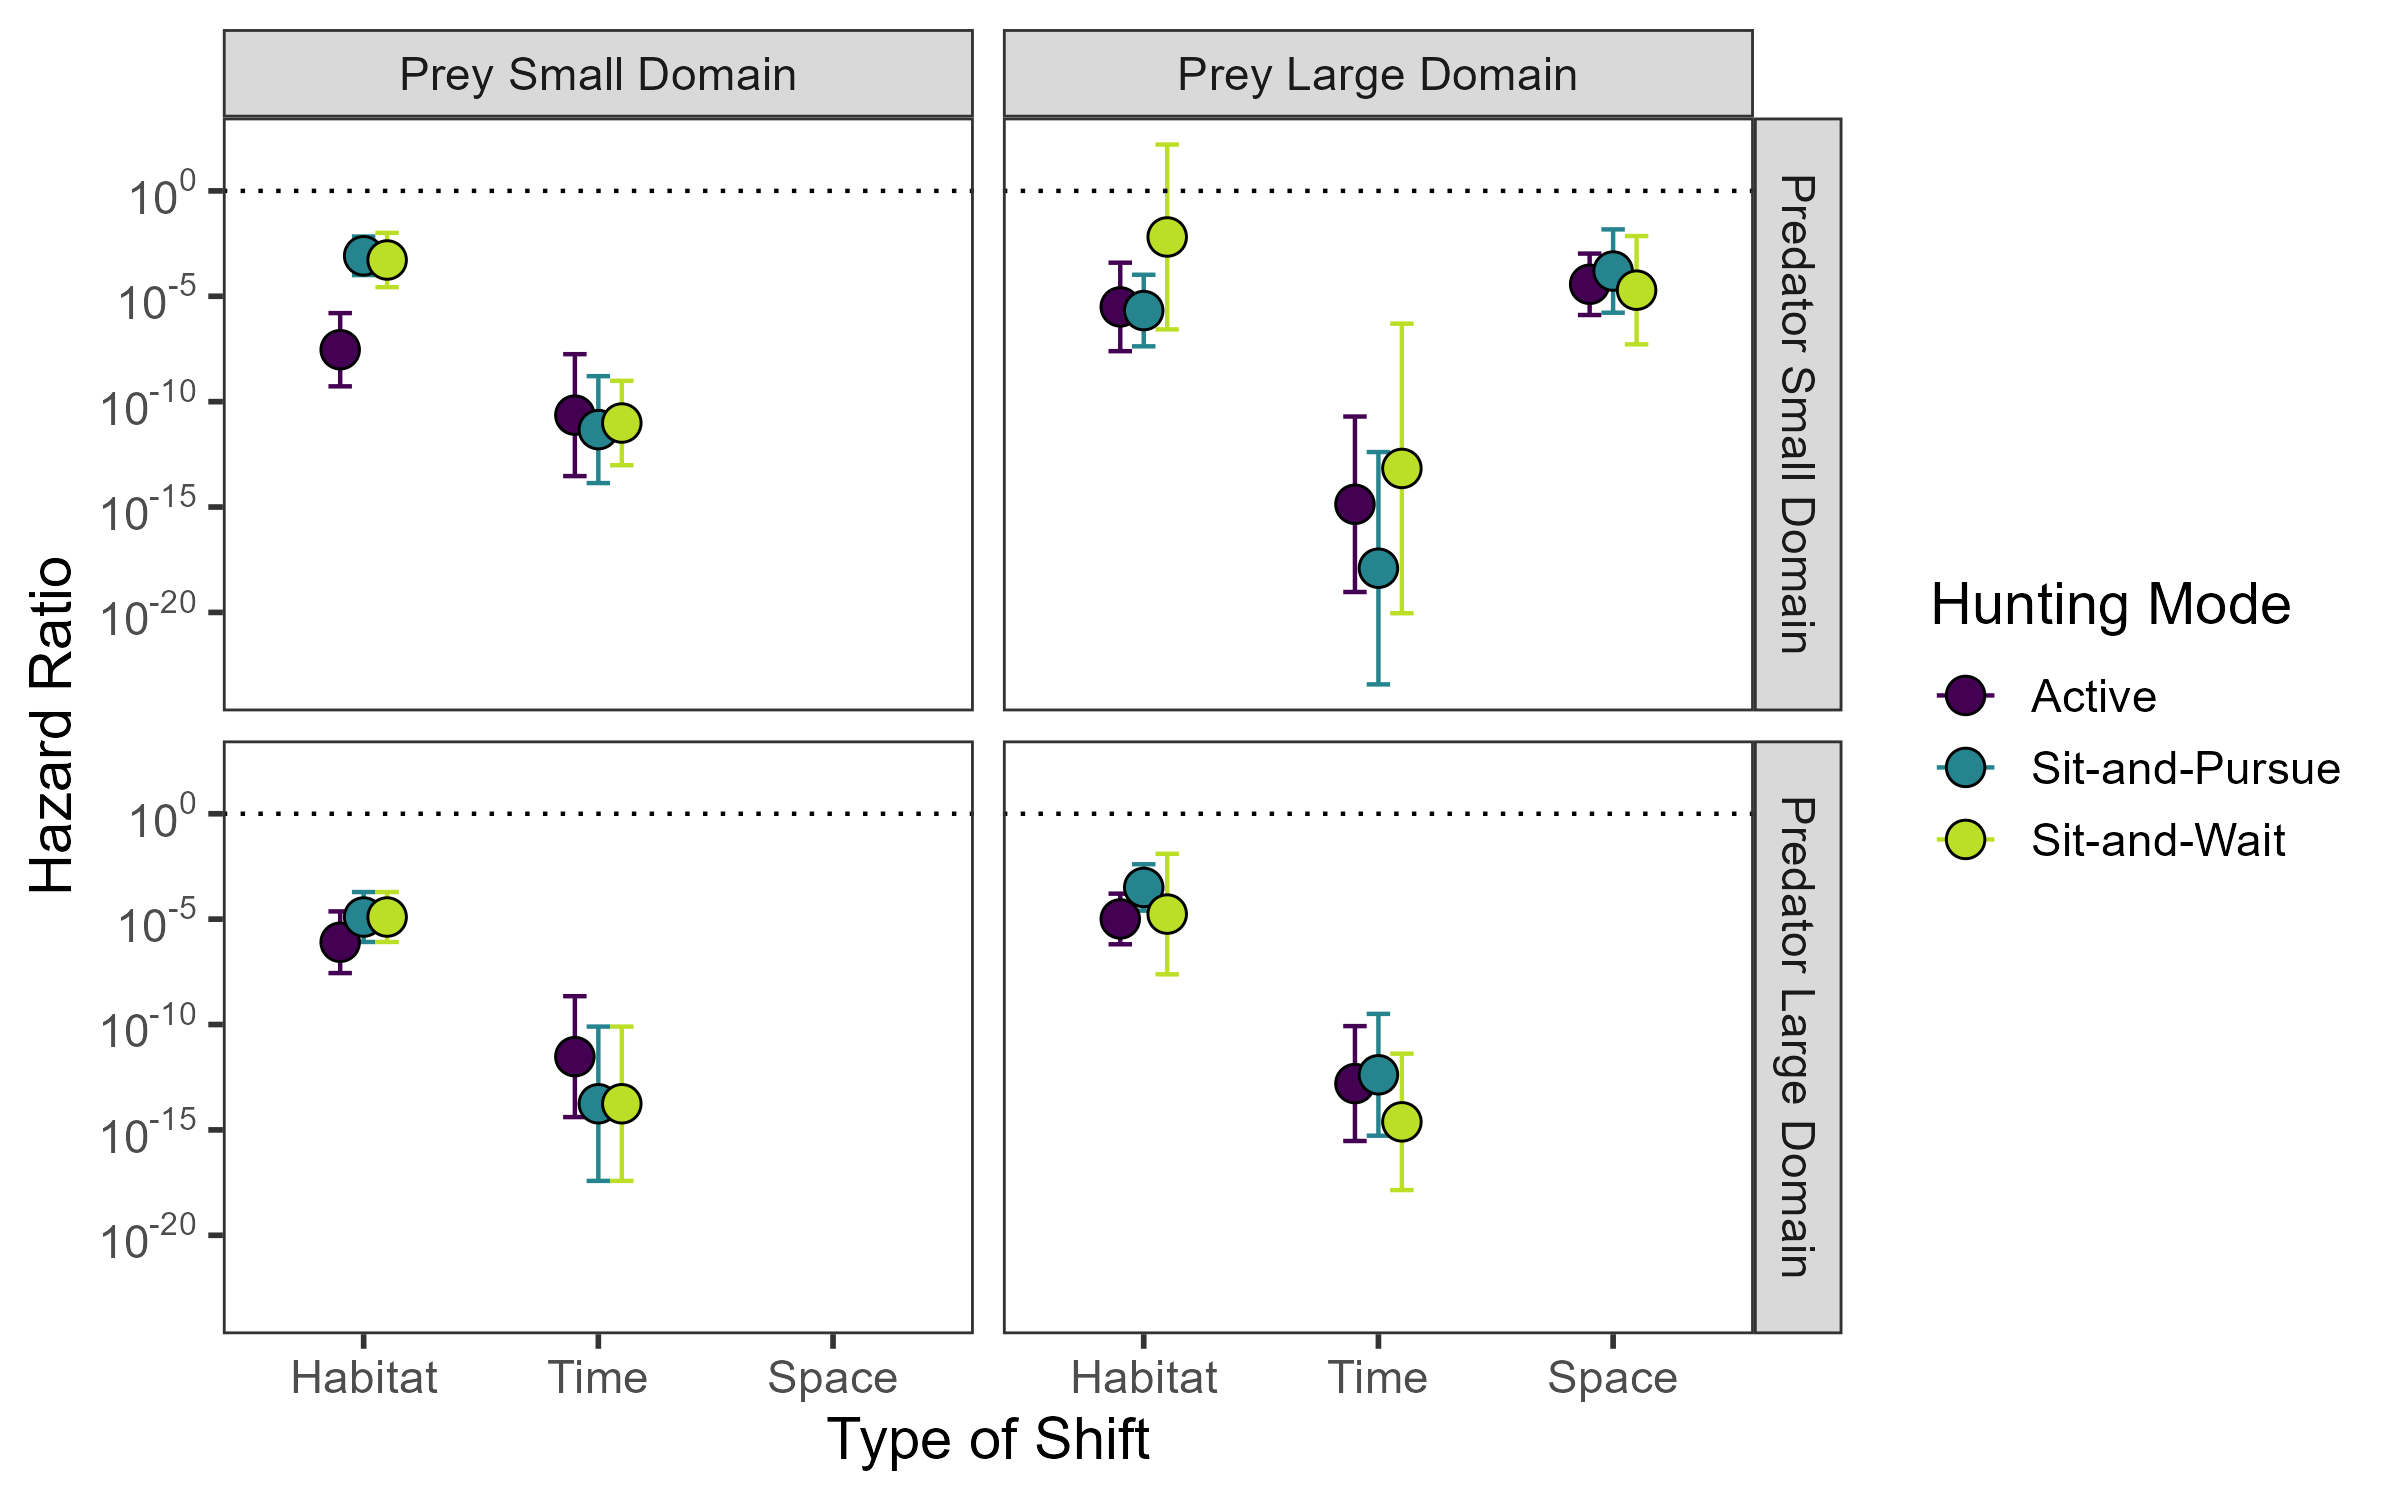 Prey Small Domain
Prey Large Domain
Predator Small Domain
Predator Large Domain
Hazard Ratio
10^0
10^-5
10^-10
10^-15
10^-20
10^0
10^-5
10^-10
10^-15
10^-20
Habitat
Time
Space
Habitat
Time
Space
Type of Shift
Hunting Mode
Active
Sit-and-Pursue
Sit-and-Wait